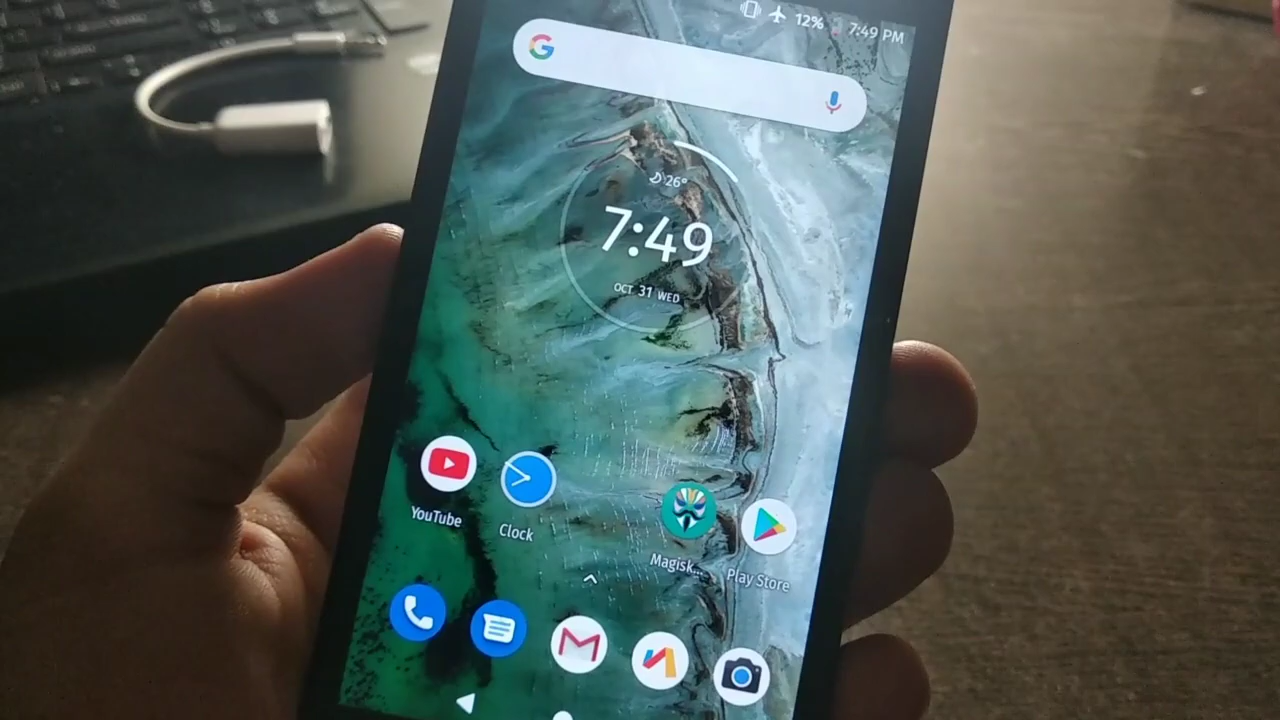 12% 7:49 PM
G
26°
7:49
OCT 31 WED
YouTube
Clock
Magisk...
Play Store